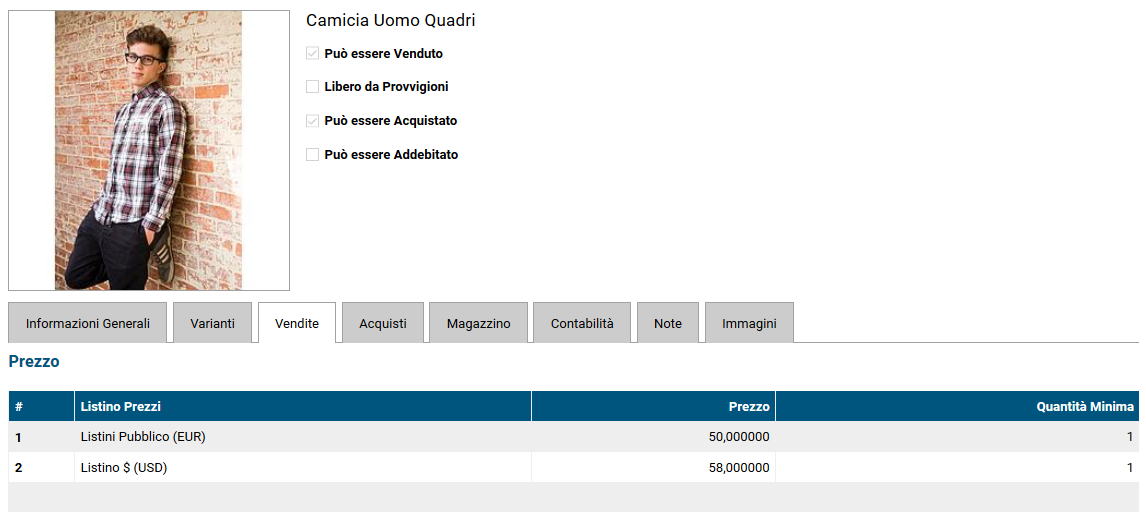 Camicia Uomo Quadri
Può essere Venduto
Libero da Provvigioni
Può essere Acquistato
Può essere Addebitato
Informazioni Generali Varianti Vendite Acquisti Magazzino Contabilità Note Immagini
Prezzo
# Listino Prezzi Prezzo Quantità Minima
1 Listini Pubblico (EUR) 50,000000 1
2 Listino $ (USD) 58,000000 1